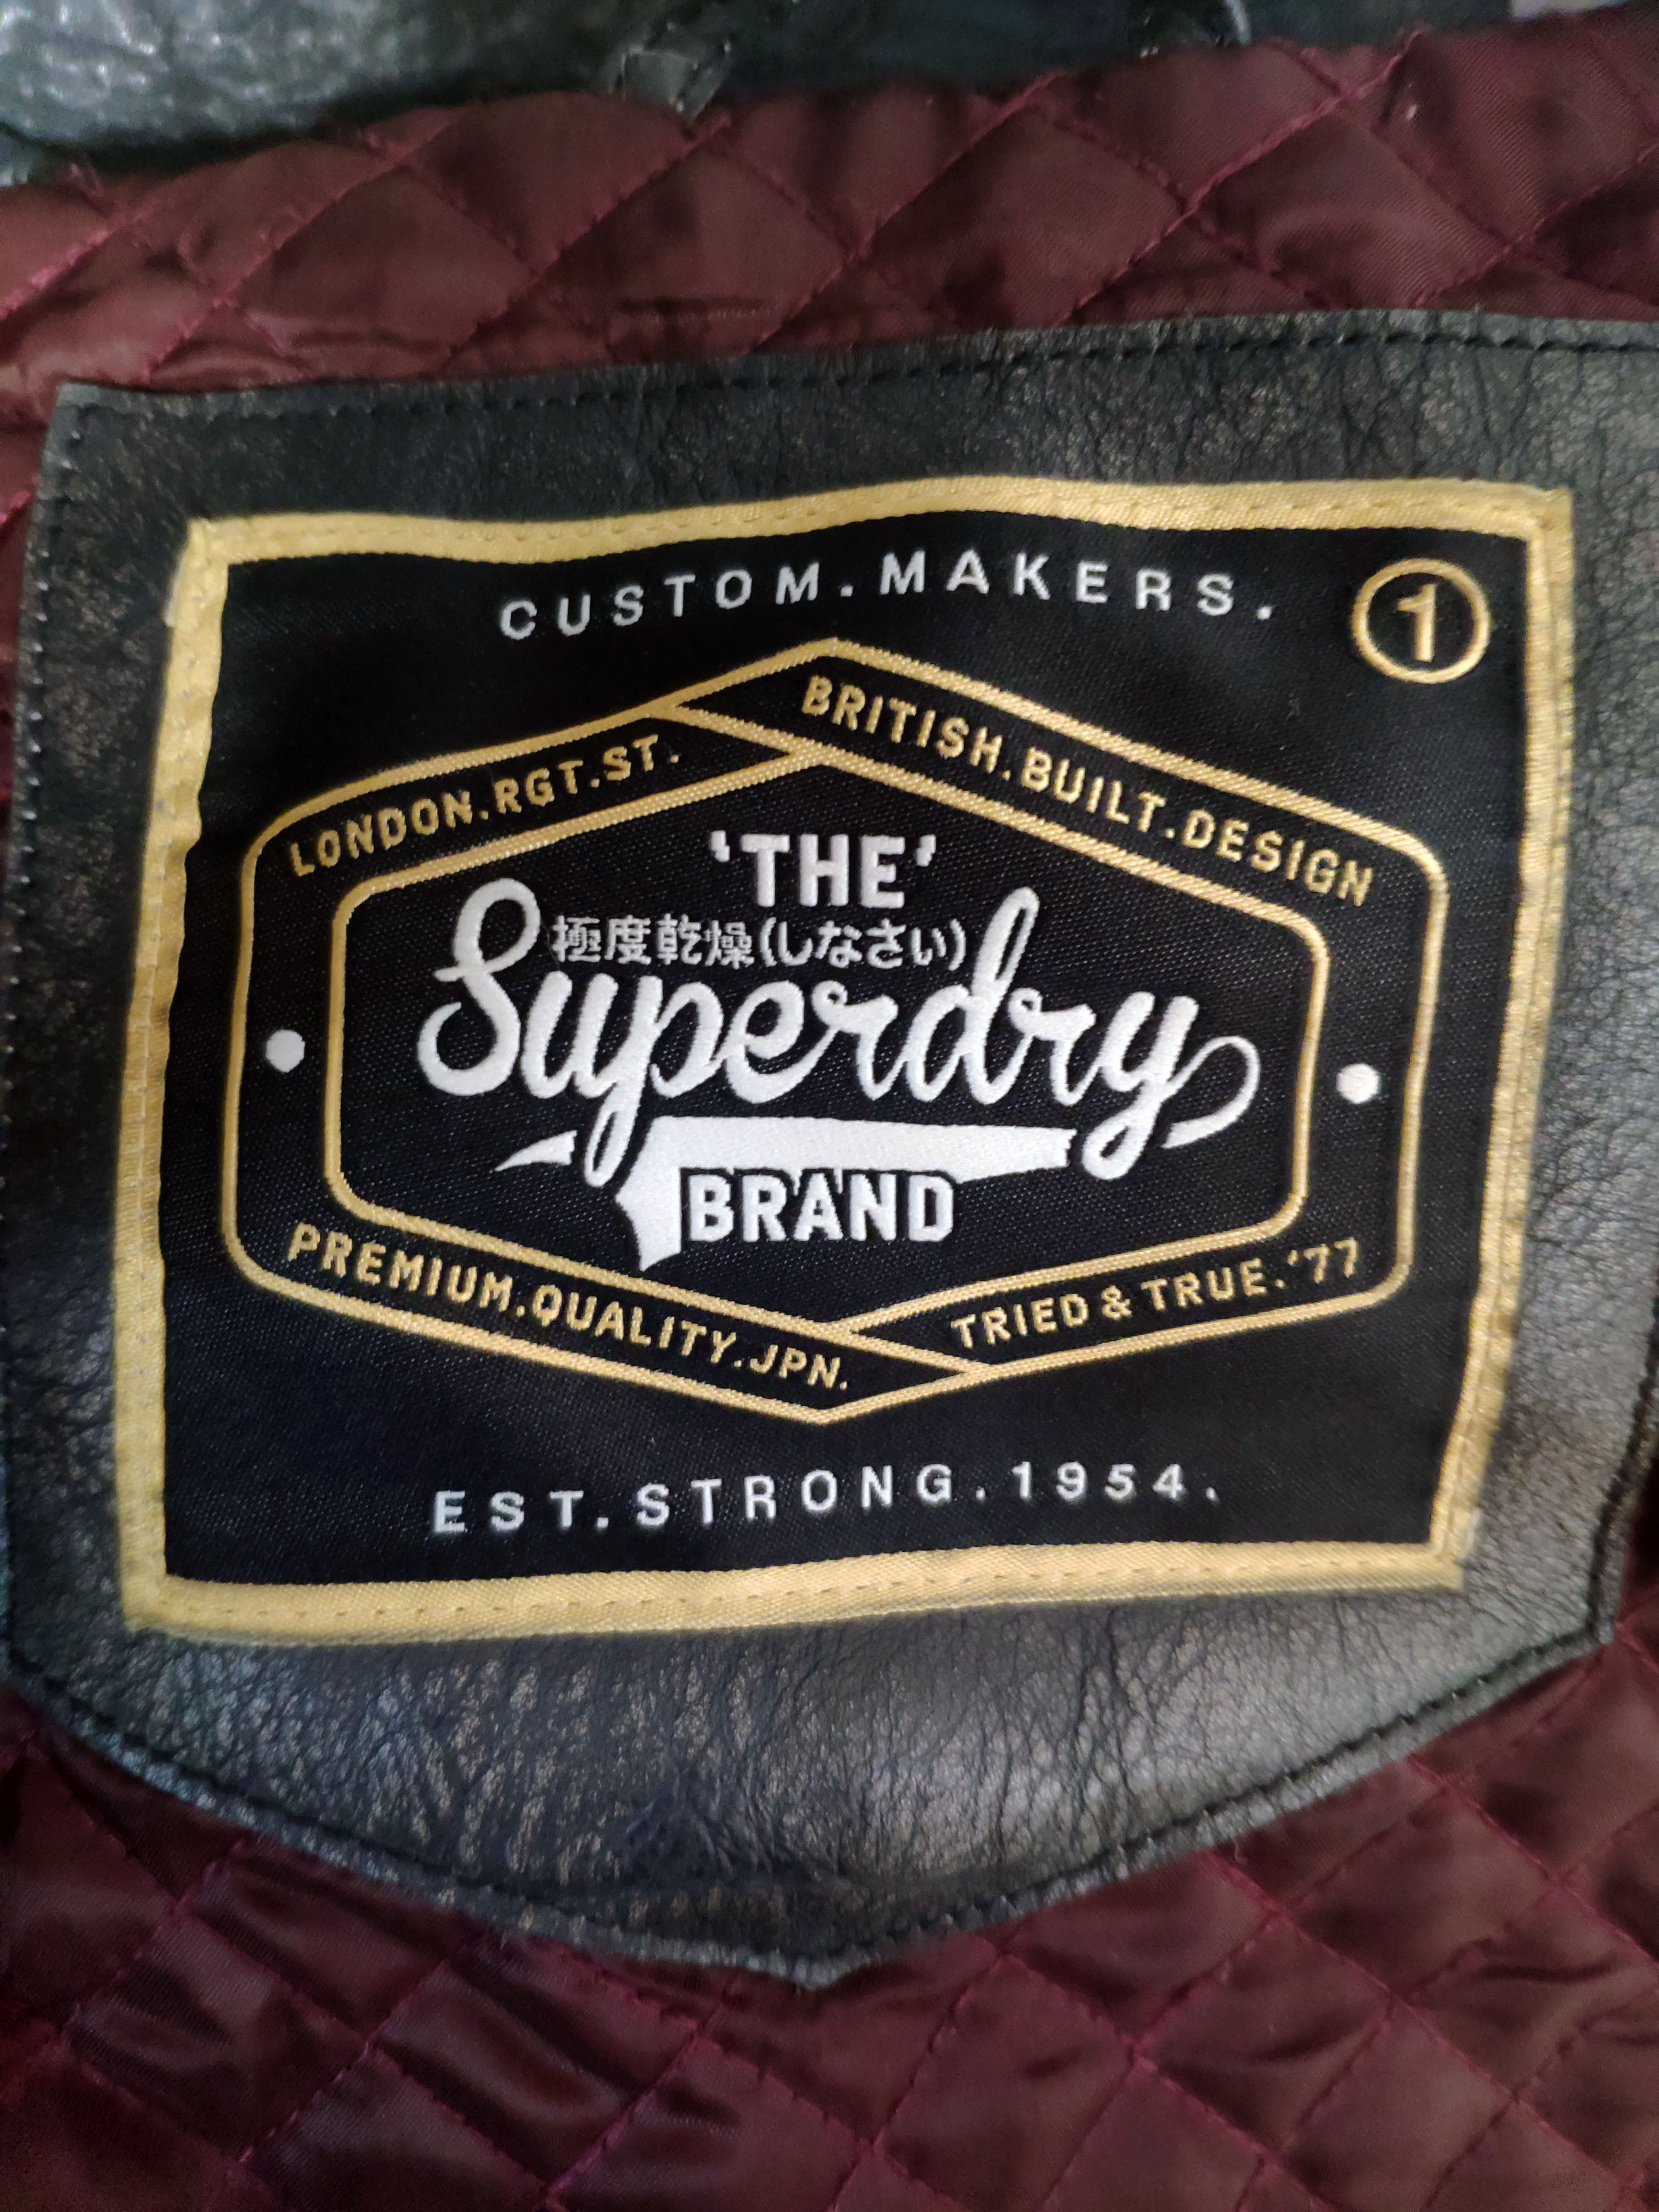 CUSTOM.MAKERS.
1
LONDON.RGT.ST.
BRITISH.BUILT.DESIGN
'THE'
極度乾燥(しなさい)
Superdry
BRAND
PREMIUM.QUALITY.JPN.
TRIED & TRUE.'77
EST.STRONG.1954.